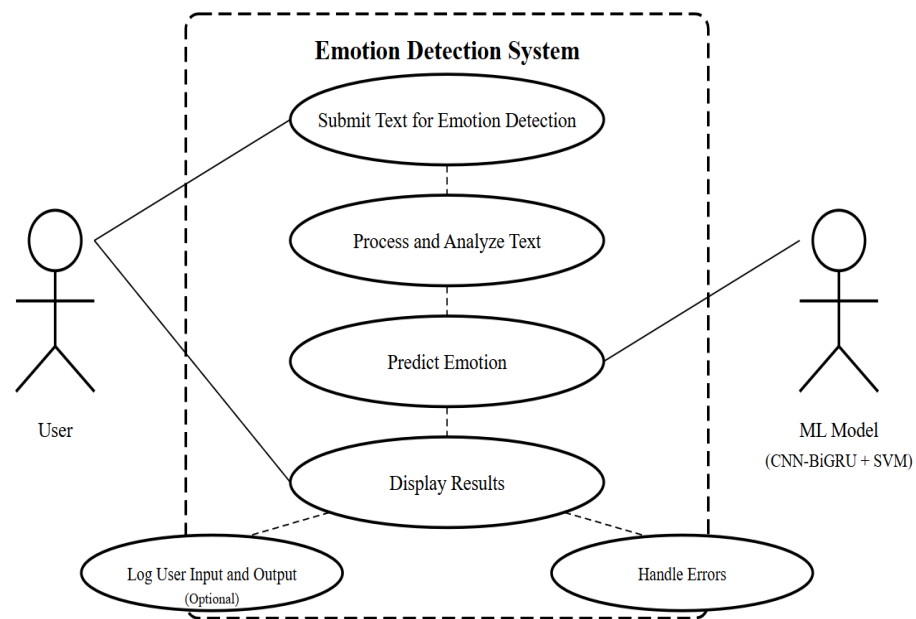 Emotion Detection System
Submit Text for Emotion Detection
Process and Analyze Text
Predict Emotion
User
ML Model
(CNN-BiGRU + SVM)
Display Results
Log User Input and Output
(Optional)
Handle Errors